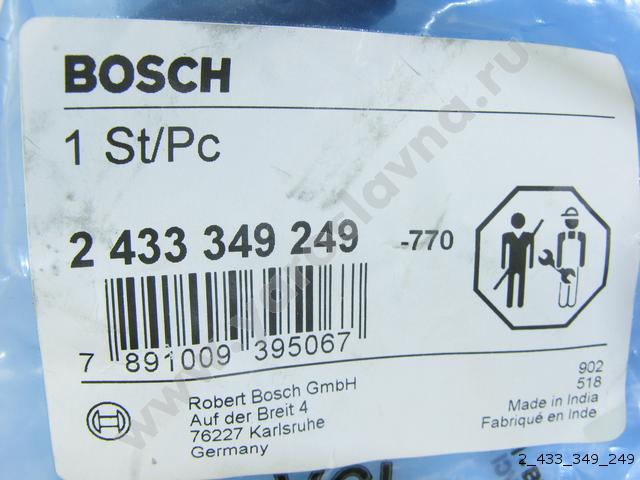 BOSCH
1 St/Pc
2 433 349 249 -770
7 891009 395067
Robert Bosch GmbH
Auf der Breit 4
76227 Karlsruhe
Germany
902
518
Made in India
Fabriqué en Inde
2_433_349_249